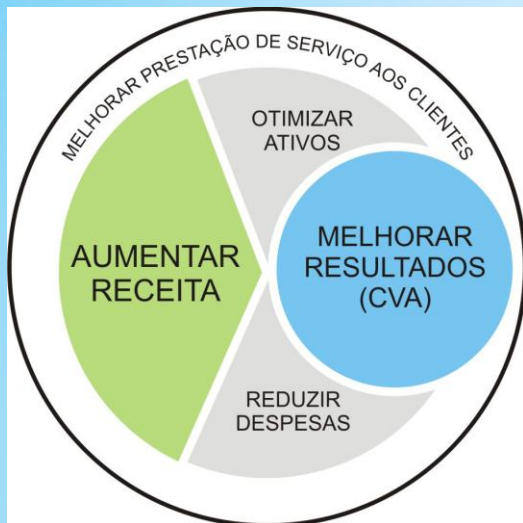 MELHORAR PRESTAÇÃO DE SERVIÇO AOS CLIENTES
OTIMIZAR
ATIVOS
AUMENTAR
RECEITA
MELHORAR
RESULTADOS
(CVA)
REDUZIR
DESPESAS